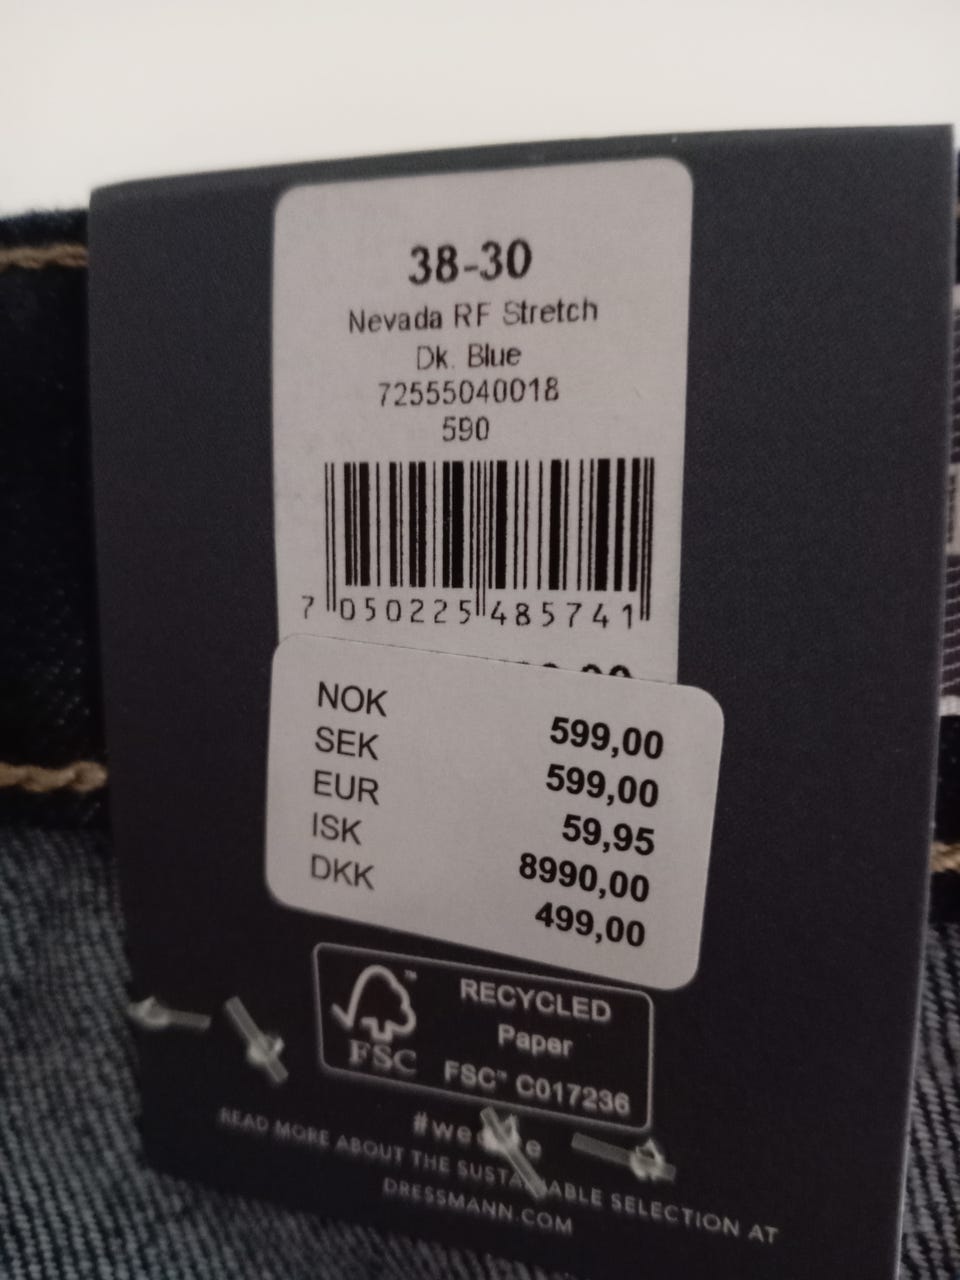 38-30
Nevada RF Stretch
Dk. Blue
72555040018
590
7 050225 485741
NOK 599,00
SEK 599,00
EUR 59,95
ISK 8990,00
DKK 499,00
™
FSC
RECYCLED
Paper
FSC™ C017236
READ MORE ABOUT THE SELECTION AT
DRESSMANN.COM